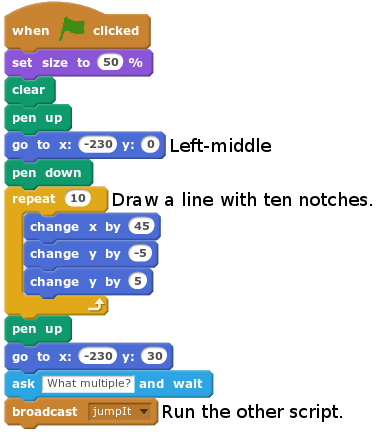 when clicked
set size to 50 %
clear
pen up
go to x: -230 y: 0 Left-middle
pen down
repeat 10 Draw a line with ten notches.
change x by 45
change y by -5
change y by 5
pen up
go to x: -230 y: 30
ask What multiple? and wait
broadcast jumpIt Run the other script.